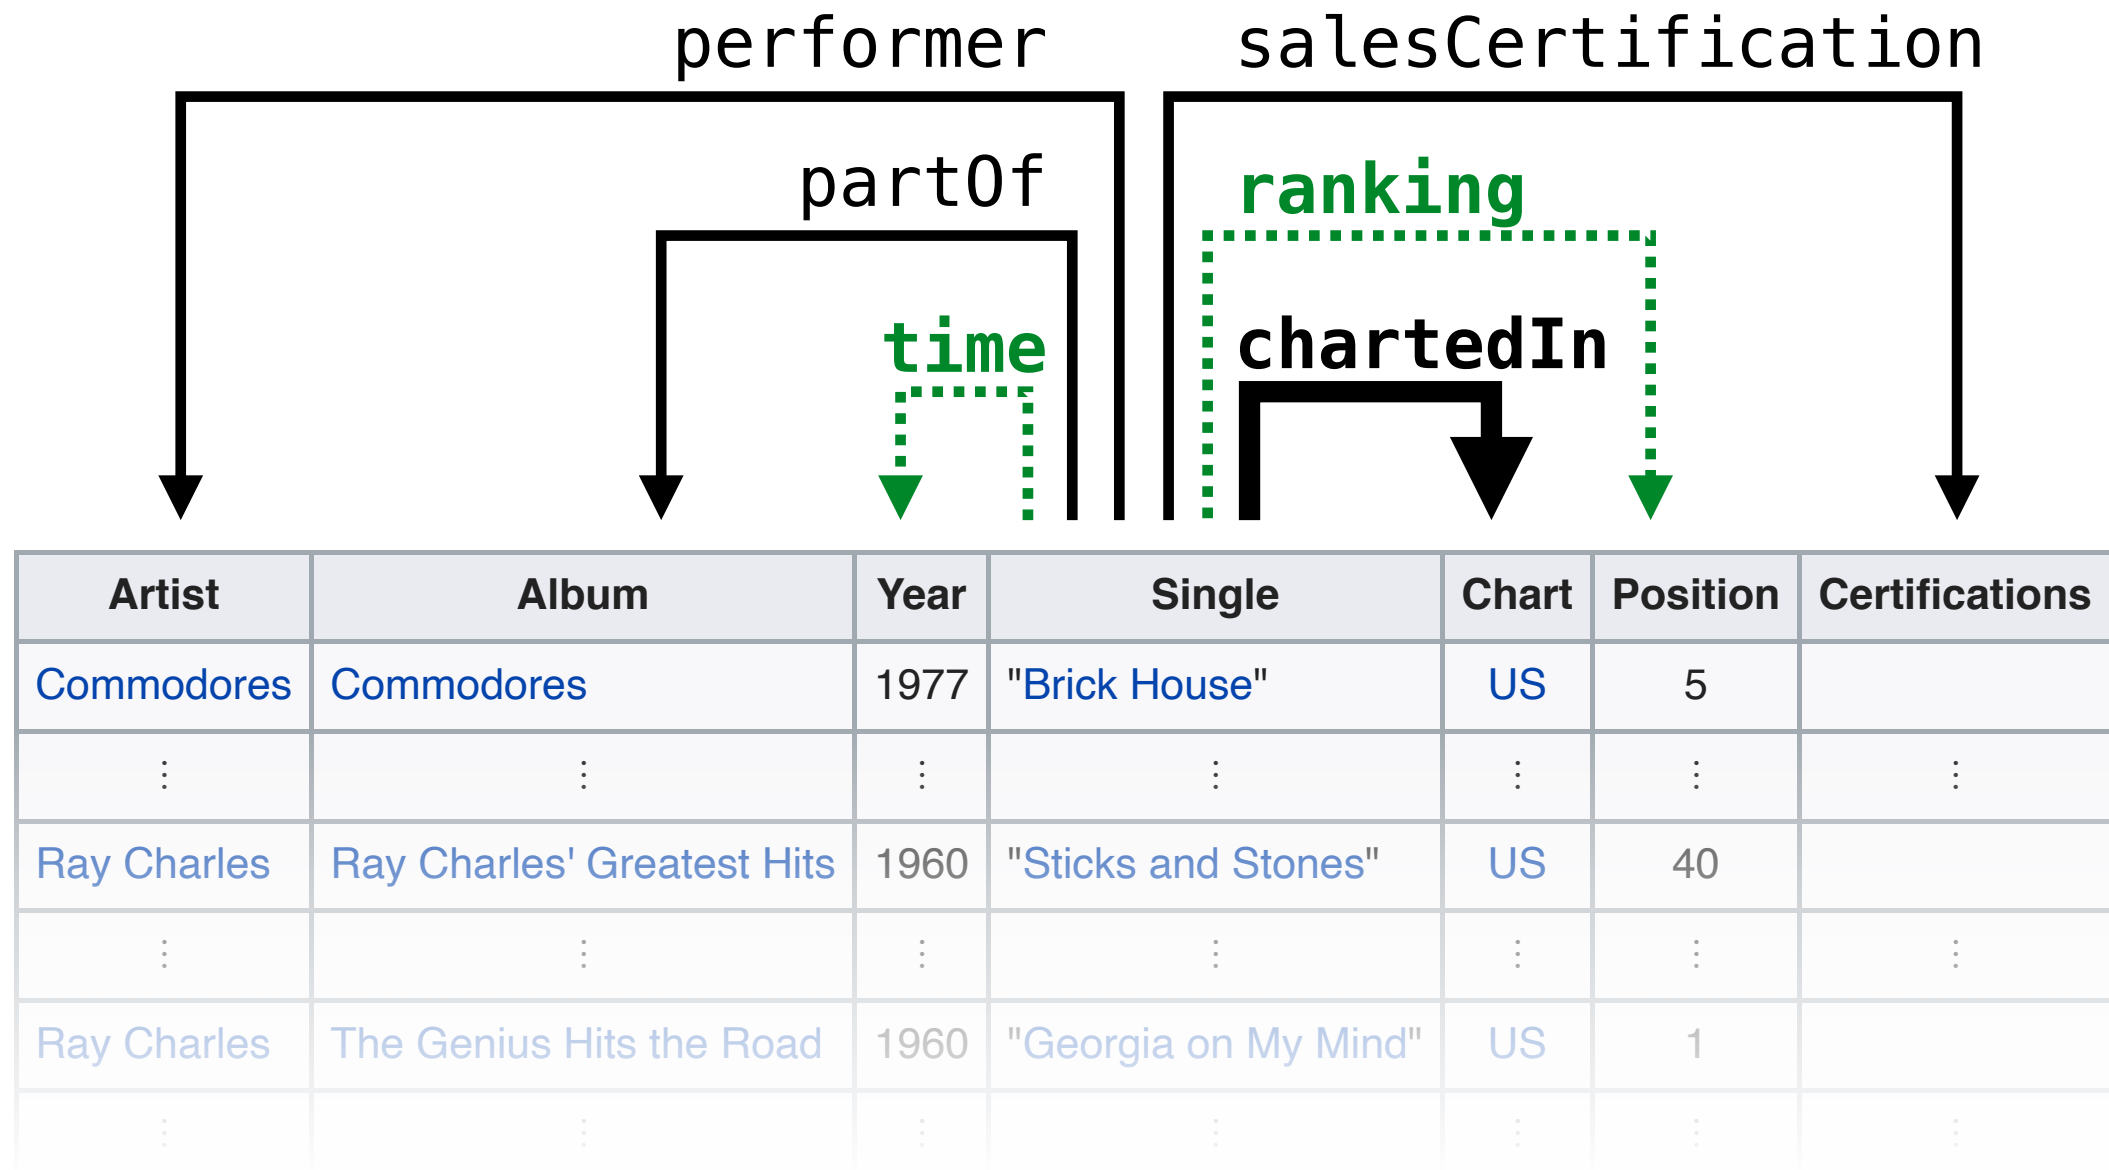 performer salesCertification
partOf ranking
time chartedIn
Artist Album Year Single Chart Position Certifications
Commodores Commodores 1977 "Brick House" US 5
⋮ ⋮ ⋮ ⋮ ⋮ ⋮ ⋮
Ray Charles Ray Charles' Greatest Hits 1960 "Sticks and Stones" US 40
⋮ ⋮ ⋮ ⋮ ⋮ ⋮ ⋮
Ray Charles The Genius Hits the Road 1960 "Georgia on My Mind" US 1
⋮ ⋮ ⋮ ⋮ ⋮ ⋮ ⋮